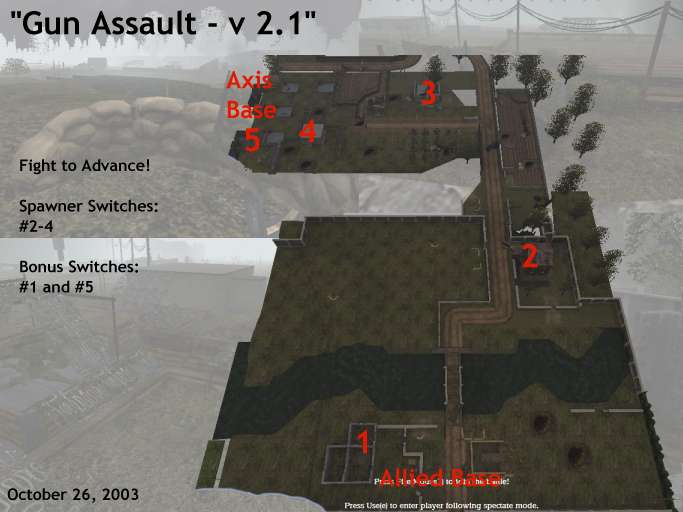 "Gun Assault - v 2.1"
Axis
Base
3
4
5
Fight to Advance!
Spawner Switches:
#2-4
2
Bonus Switches:
#1 and #5
1
Allied Base
Press Use(e) to enter player following spectate mode.
October 26, 2003